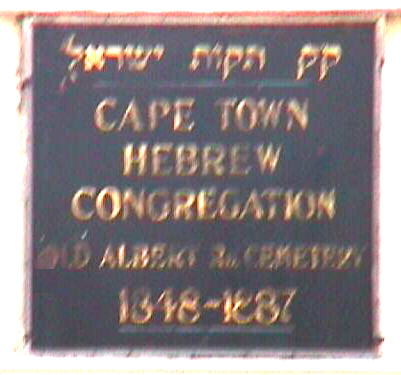 קק תקות ישראל
CAPE TOWN
HEBREW
CONGREGATION
OLD ALBERT RD. CEMETERY
1848-1887